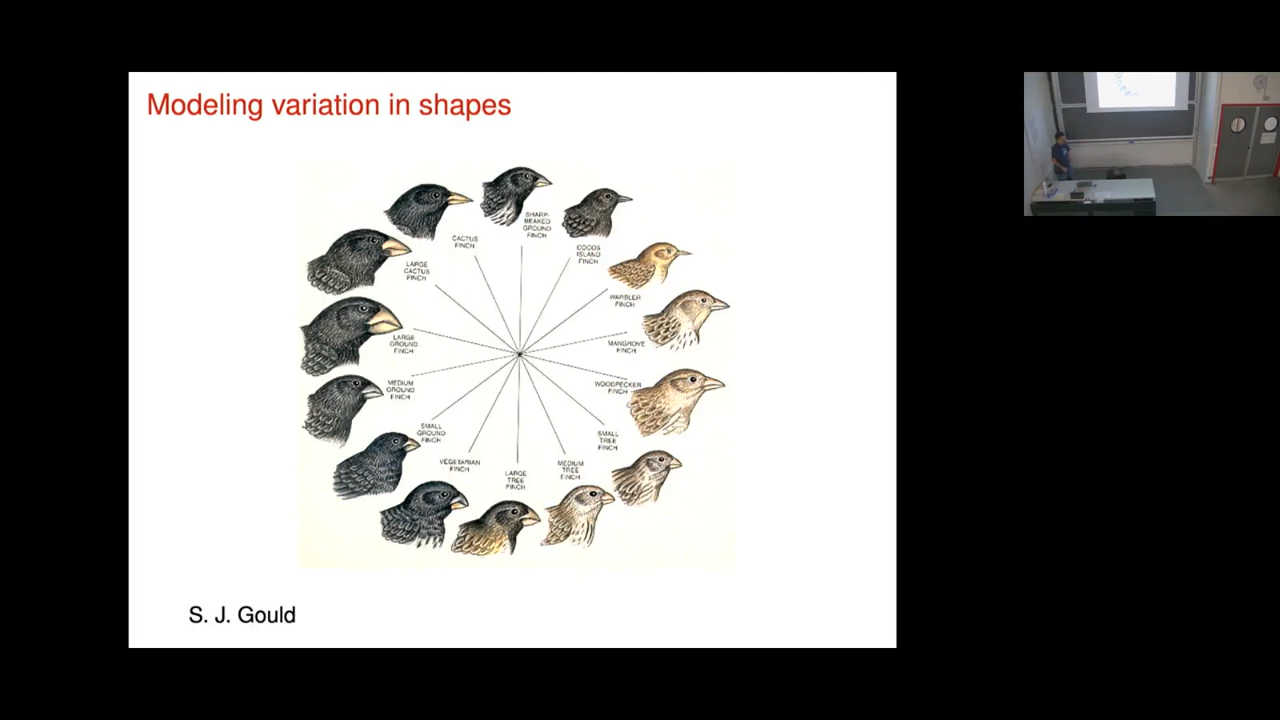 Modeling variation in shapes
SHARP-
BEAKED
GROUND
FINCH
CACTUS
FINCH
COCOS
ISLAND
FINCH
LARGE
CACTUS
FINCH
WARBLER
FINCH
LARGE
GROUND
FINCH
MANGROVE
FINCH
MEDIUM
GROUND
FINCH
WOODPECKER
FINCH
SMALL
GROUND
FINCH
SMALL
TREE
FINCH
VEGETARIAN
FINCH
LARGE
TREE
FINCH
MEDIUM
TREE
FINCH
S. J. Gould